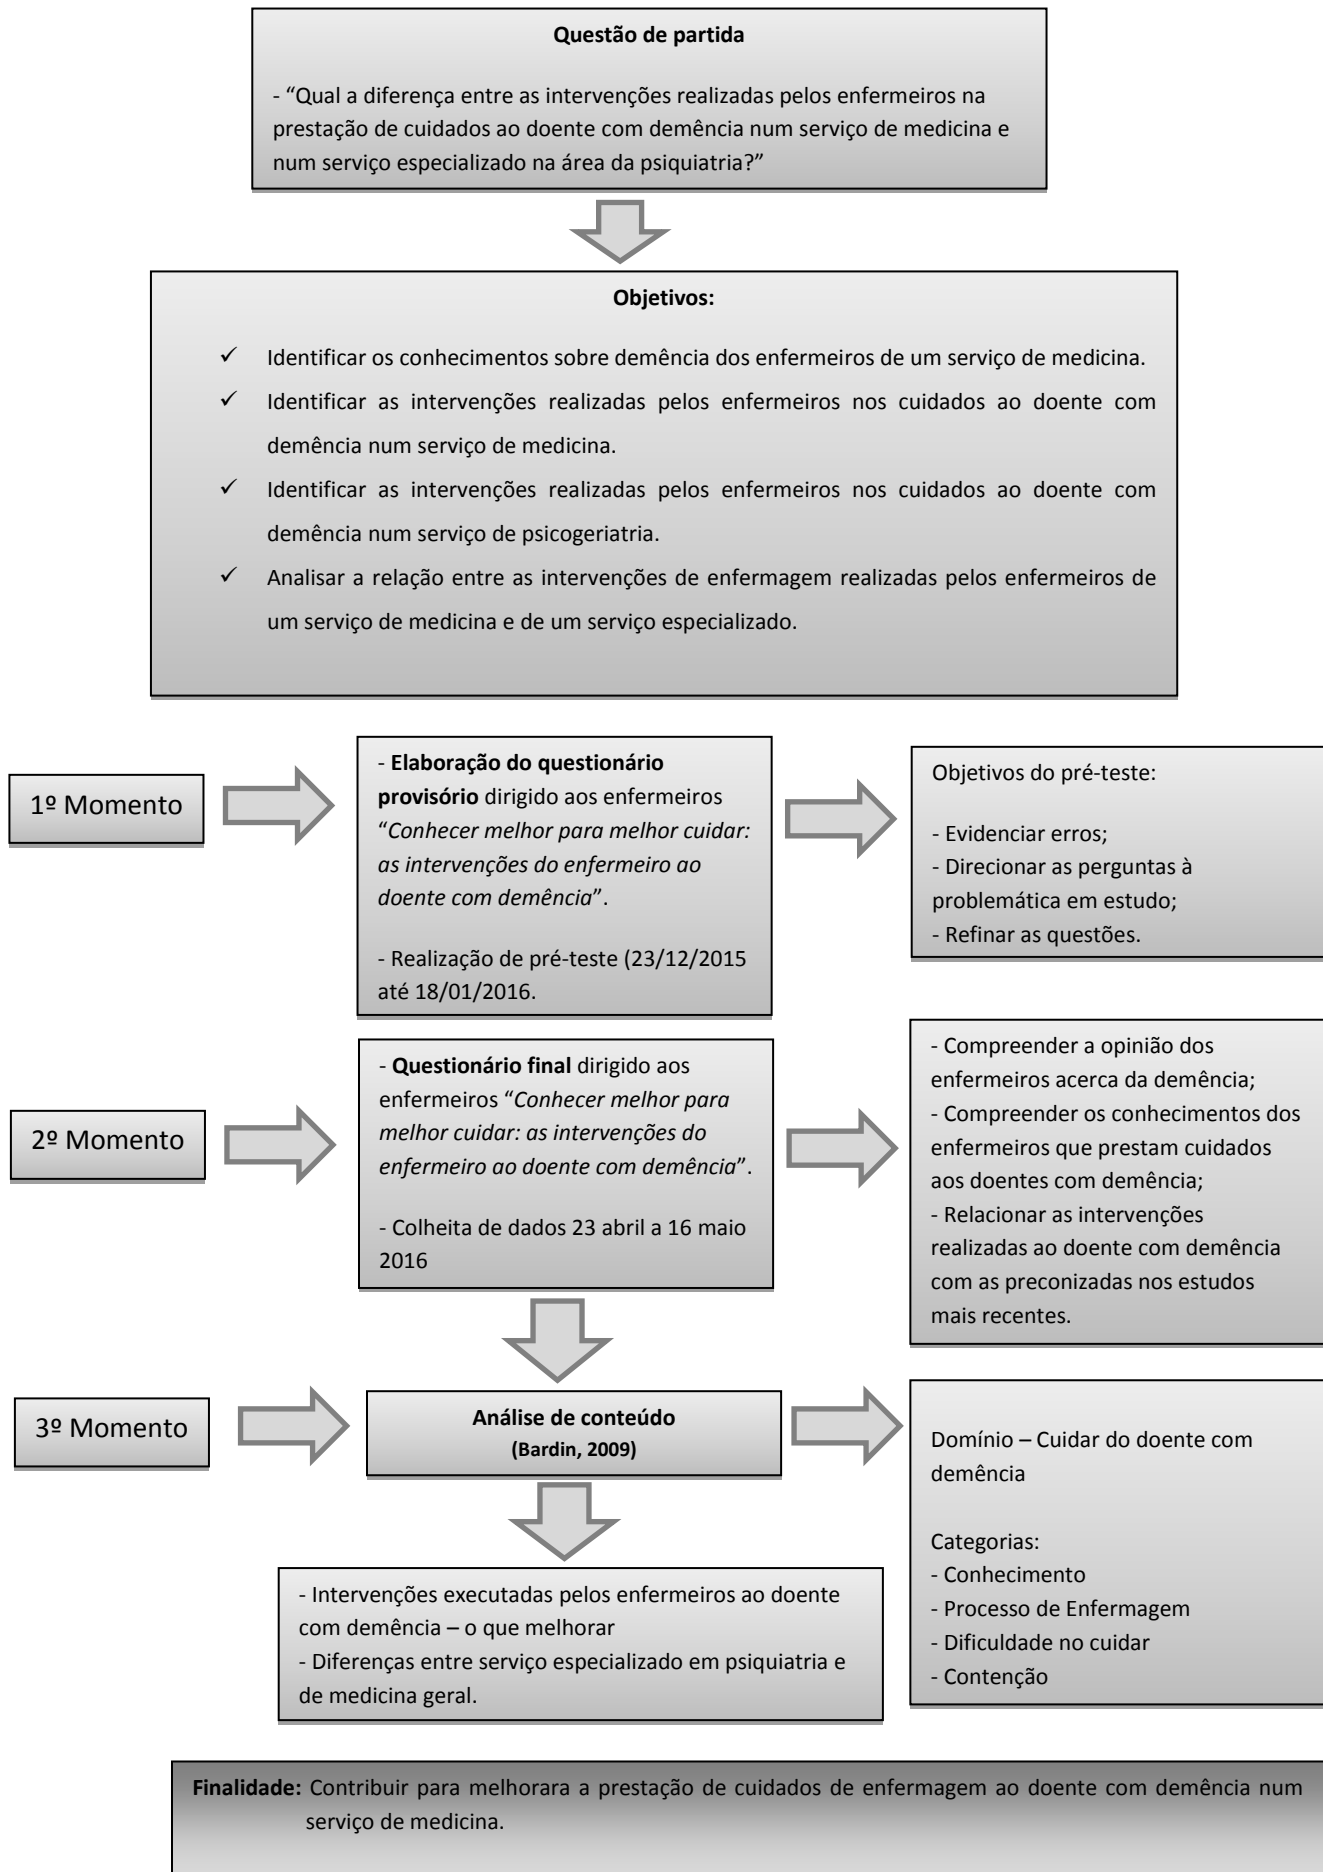 Questão de partida
- “Qual a diferença entre as intervenções realizadas pelos enfermeiros na
prestação de cuidados ao doente com demência num serviço de medicina e
num serviço especializado na área da psiquiatria?”
Objetivos:
✓ Identificar os conhecimentos sobre demência dos enfermeiros de um serviço de medicina.
✓ Identificar as intervenções realizadas pelos enfermeiros nos cuidados ao doente com
demência num serviço de medicina.
✓ Identificar as intervenções realizadas pelos enfermeiros nos cuidados ao doente com
demência num serviço de psicogeriatria.
✓ Analisar a relação entre as intervenções de enfermagem realizadas pelos enfermeiros de
um serviço de medicina e de um serviço especializado.
1º Momento
- Elaboração do questionário
provisório dirigido aos enfermeiros
“Conhecer melhor para melhor cuidar:
as intervenções do enfermeiro ao
doente com demência”.
- Realização de pré-teste (23/12/2015
até 18/01/2016.
Objetivos do pré-teste:
- Evidenciar erros;
- Direcionar as perguntas à
problemática em estudo;
- Refinar as questões.
2º Momento
- Questionário final dirigido aos
enfermeiros “Conhecer melhor para
melhor cuidar: as intervenções do
enfermeiro ao doente com demência”.
- Colheita de dados 23 abril a 16 maio
2016
- Compreender a opinião dos
enfermeiros acerca da demência;
- Compreender os conhecimentos dos
enfermeiros que prestam cuidados
aos doentes com demência;
- Relacionar as intervenções
realizadas ao doente com demência
com as preconizadas nos estudos
mais recentes.
3º Momento
Análise de conteúdo
(Bardin, 2009)
Domínio – Cuidar do doente com
demência
Categorias:
- Conhecimento
- Processo de Enfermagem
- Dificuldade no cuidar
- Contenção
- Intervenções executadas pelos enfermeiros ao doente
com demência – o que melhorar
- Diferenças entre serviço especializado em psiquiatria e
de medicina geral.
Finalidade: Contribuir para melhorara a prestação de cuidados de enfermagem ao doente com demência num
serviço de medicina.